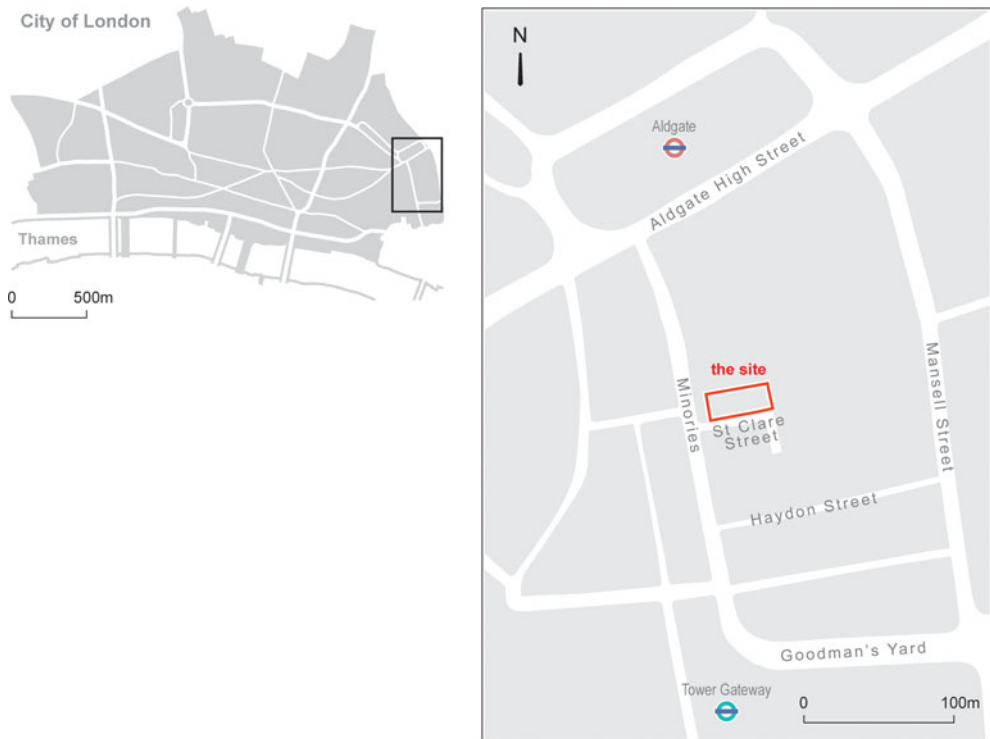 City of London
Thames
0 500m
N
Aldgate
Aldgate High Street
the site
Minories
St Clare
Street
Mansell Street
Haydon Street
Goodman's Yard
Tower Gateway
0 100m